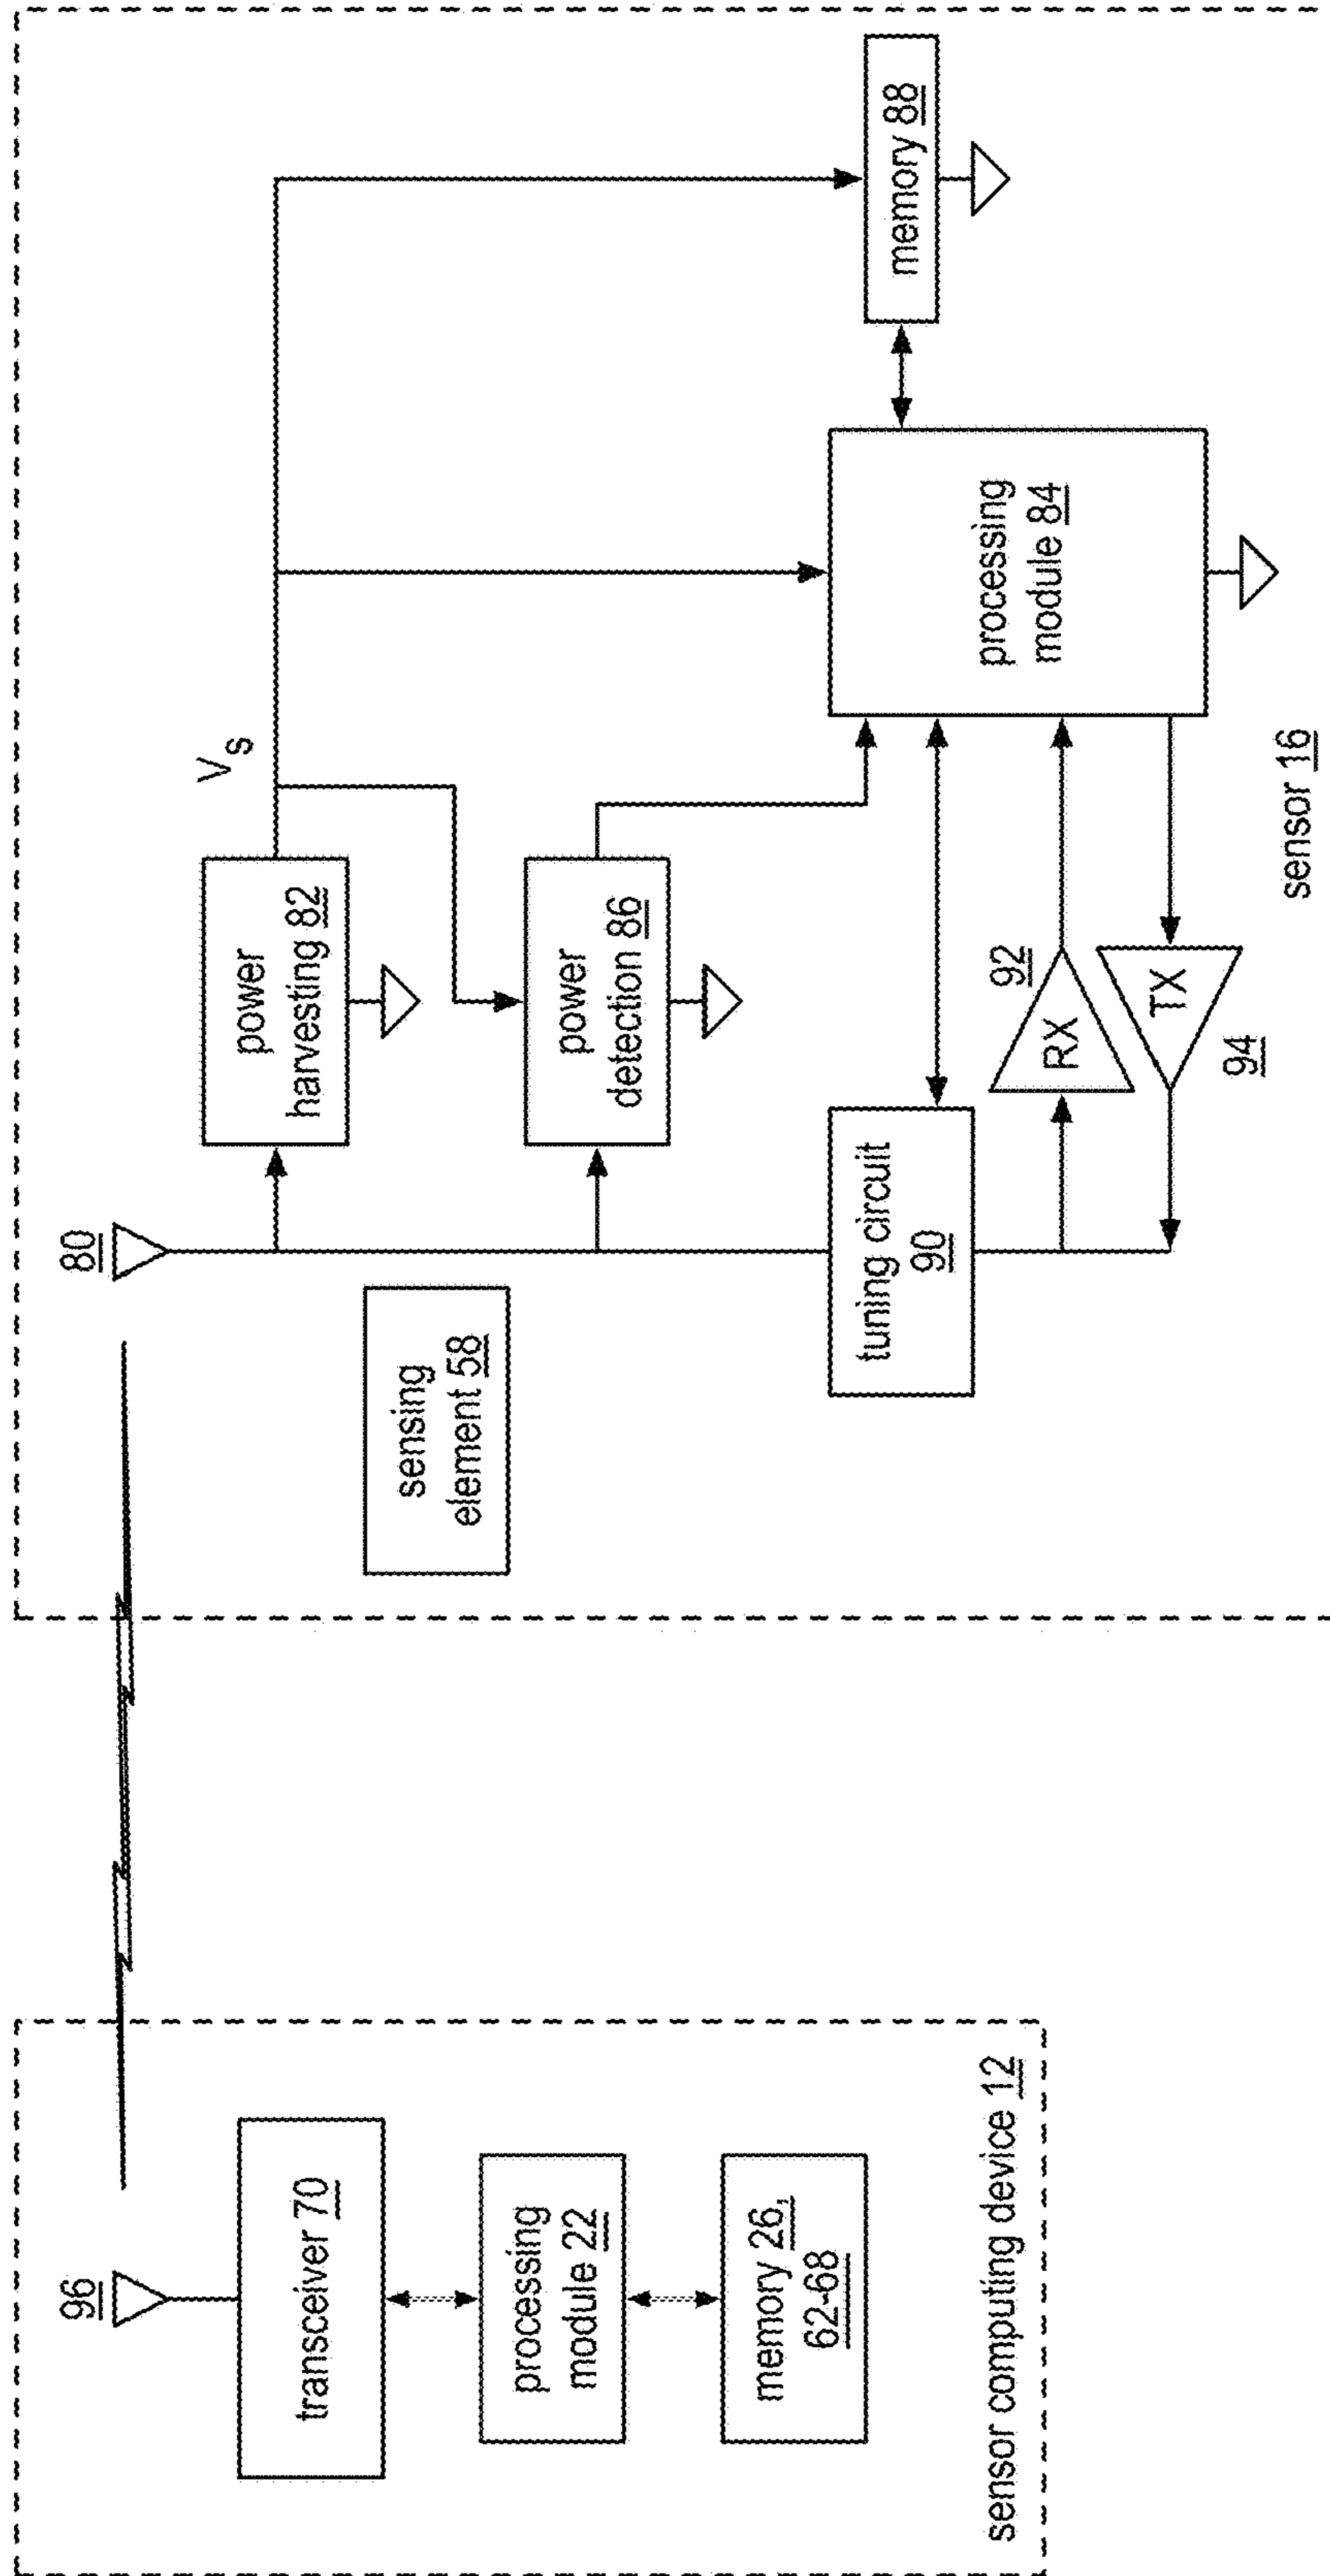 96
transceiver 70
processing
module 22
memory 26,
62-68
sensor computing device 12
80
sensing
element 58
power
harvesting 82
V_s
power
detection 86
tuning circuit
90
92
RX
TX
94
processing
module 84
memory 88
sensor 16